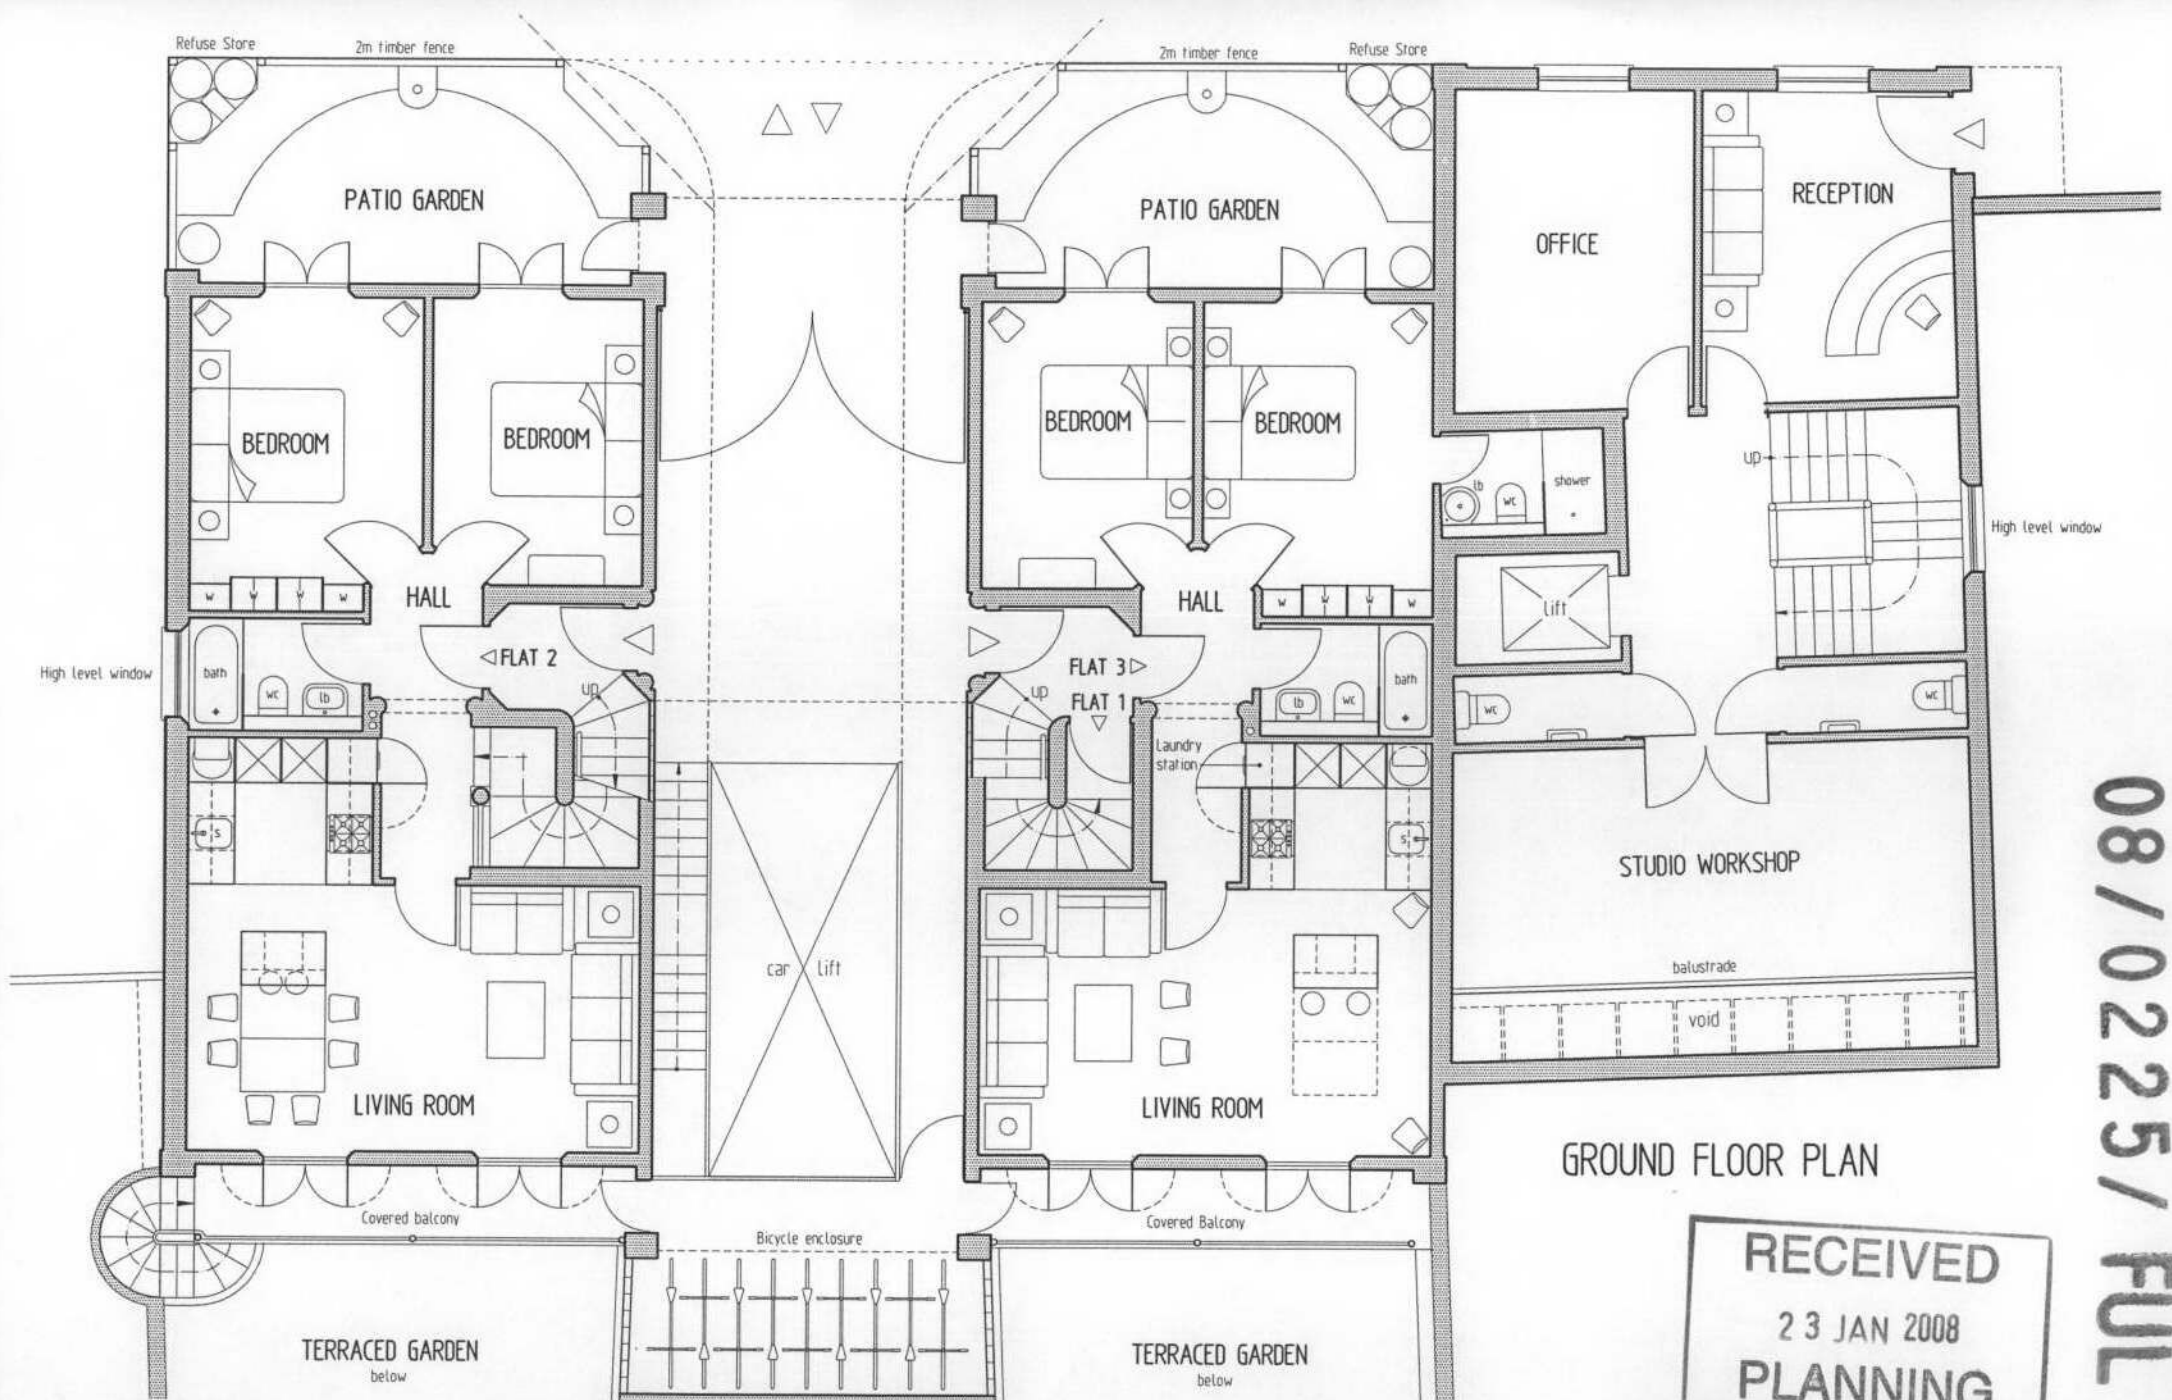 Refuse Store
2m timber fence
2m timber fence
Refuse Store
PATIO GARDEN
PATIO GARDEN
OFFICE
RECEPTION
BEDROOM
BEDROOM
BEDROOM
BEDROOM
up
lb
wc
shower
High level window
HALL
HALL
w
w
w
w
w
w
w
w
lift
High level window
bath
wc
lb
FLAT 2
up
FLAT 3
FLAT 1
up
lb
wc
bath
wc
wc
Laundry
station
s
s
STUDIO WORKSHOP
car lift
balustrade
void
LIVING ROOM
LIVING ROOM
GROUND FLOOR PLAN
Covered balcony
Bicycle enclosure
Covered Balcony
TERRACED GARDEN
below
TERRACED GARDEN
below
RECEIVED
23 JAN 2008
PLANNING
08/0225/FUL